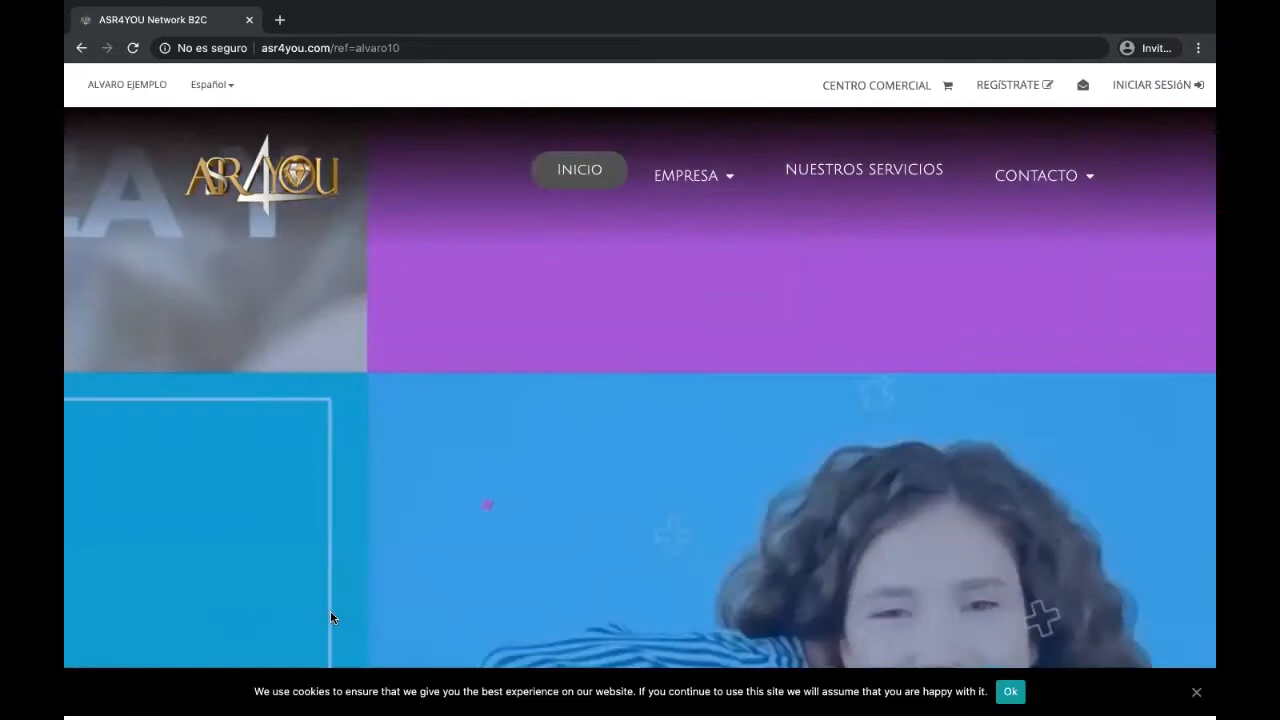 ASR4YOU Network B2C
No es seguro asr4you.com/ref=alvaro10 Invit...
ALVARO EJEMPLO Español CENTRO COMERCIAL REGíSTRATE INICIAR SESIóN
LA Y
ASR4YOU INICIO EMPRESA NUESTROS SERVICIOS CONTACTO
We use cookies to ensure that we give you the best experience on our website. If you continue to use this site we will assume that you are happy with it. Ok